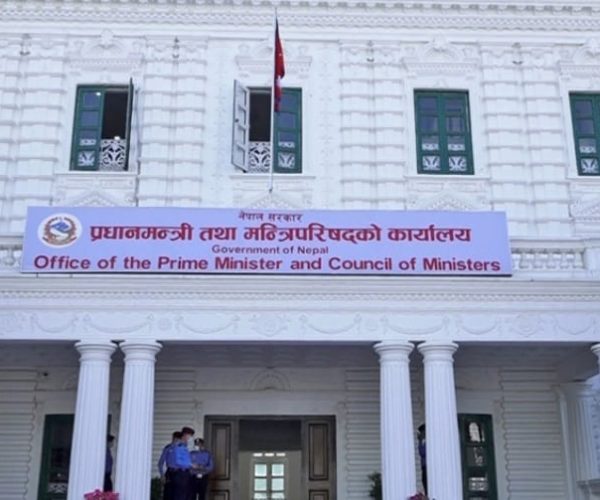 नेपाल सरकार
प्रधानमन्त्री तथा मन्त्रिपरिषद्को कार्यालय
Government of Nepal
Office of the Prime Minister and Council of Ministers